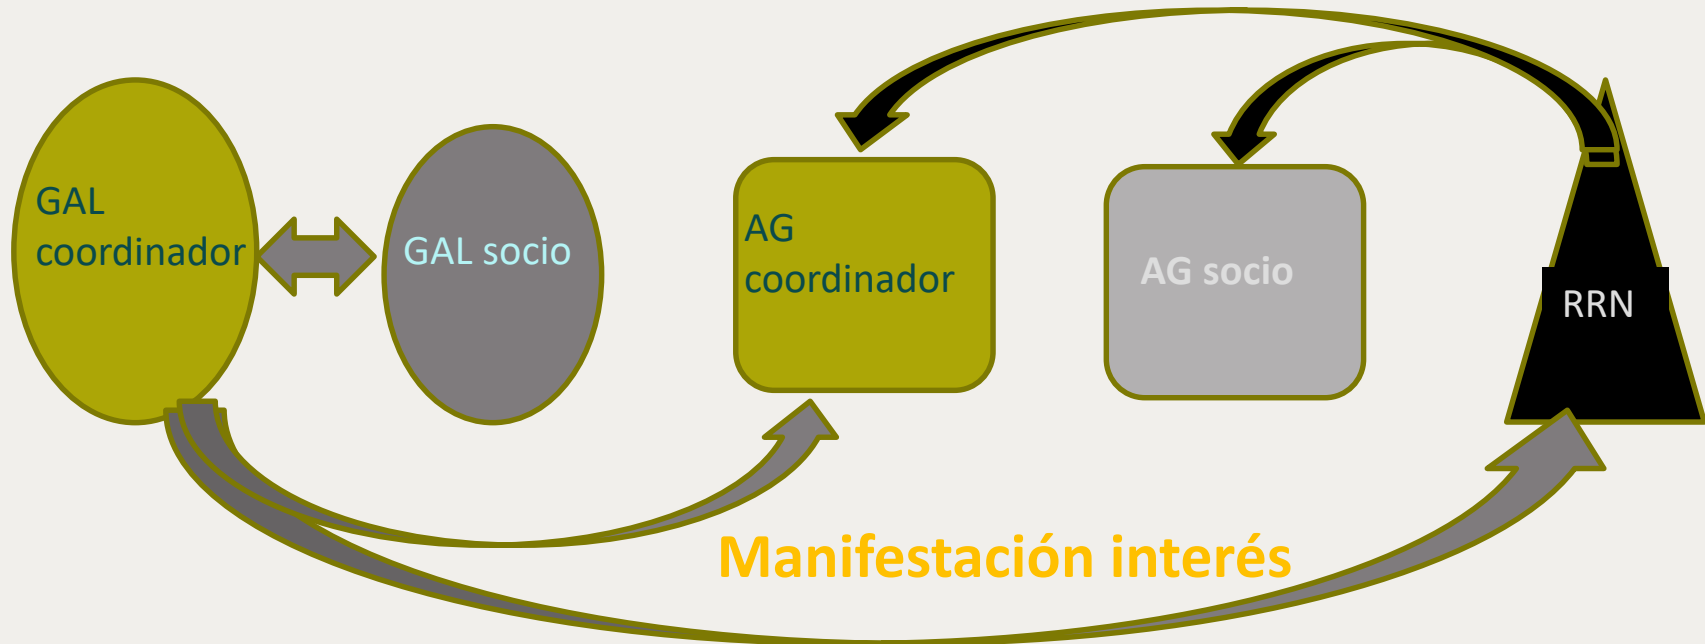 GAL
coordinador
GAL socio
AG
coordinador
AG socio
RRN
Manifestación interés